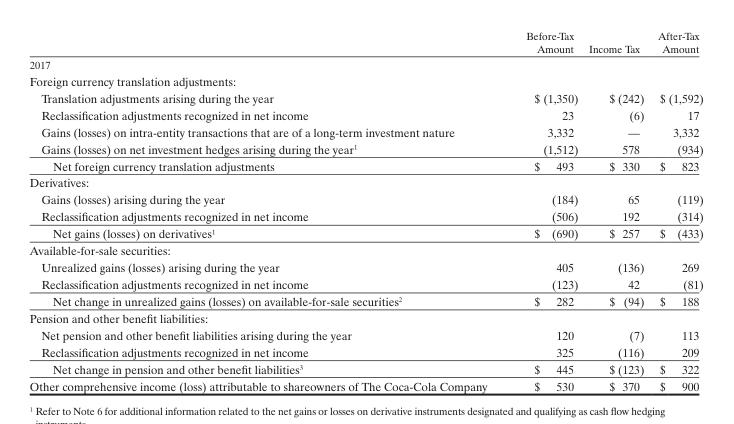 Before-Tax Amount Income Tax After-Tax Amount
2017
Foreign currency translation adjustments:
Translation adjustments arising during the year $ (1,350) $ (242) $ (1,592)
Reclassification adjustments recognized in net income 23 (6) 17
Gains (losses) on intra-entity transactions that are of a long-term investment nature 3,332 — 3,332
Gains (losses) on net investment hedges arising during the year¹ (1,512) 578 (934)
Net foreign currency translation adjustments $ 493 $ 330 $ 823
Derivatives:
Gains (losses) arising during the year (184) 65 (119)
Reclassification adjustments recognized in net income (506) 192 (314)
Net gains (losses) on derivatives¹ $ (690) $ 257 $ (433)
Available-for-sale securities:
Unrealized gains (losses) arising during the year 405 (136) 269
Reclassification adjustments recognized in net income (123) 42 (81)
Net change in unrealized gains (losses) on available-for-sale securities² $ 282 $ (94) $ 188
Pension and other benefit liabilities:
Net pension and other benefit liabilities arising during the year 120 (7) 113
Reclassification adjustments recognized in net income 325 (116) 209
Net change in pension and other benefit liabilities³ $ 445 $ (123) $ 322
Other comprehensive income (loss) attributable to shareowners of The Coca-Cola Company $ 530 $ 370 $ 900
¹ Refer to Note 6 for additional information related to the net gains or losses on derivative instruments designated and qualifying as cash flow hedging